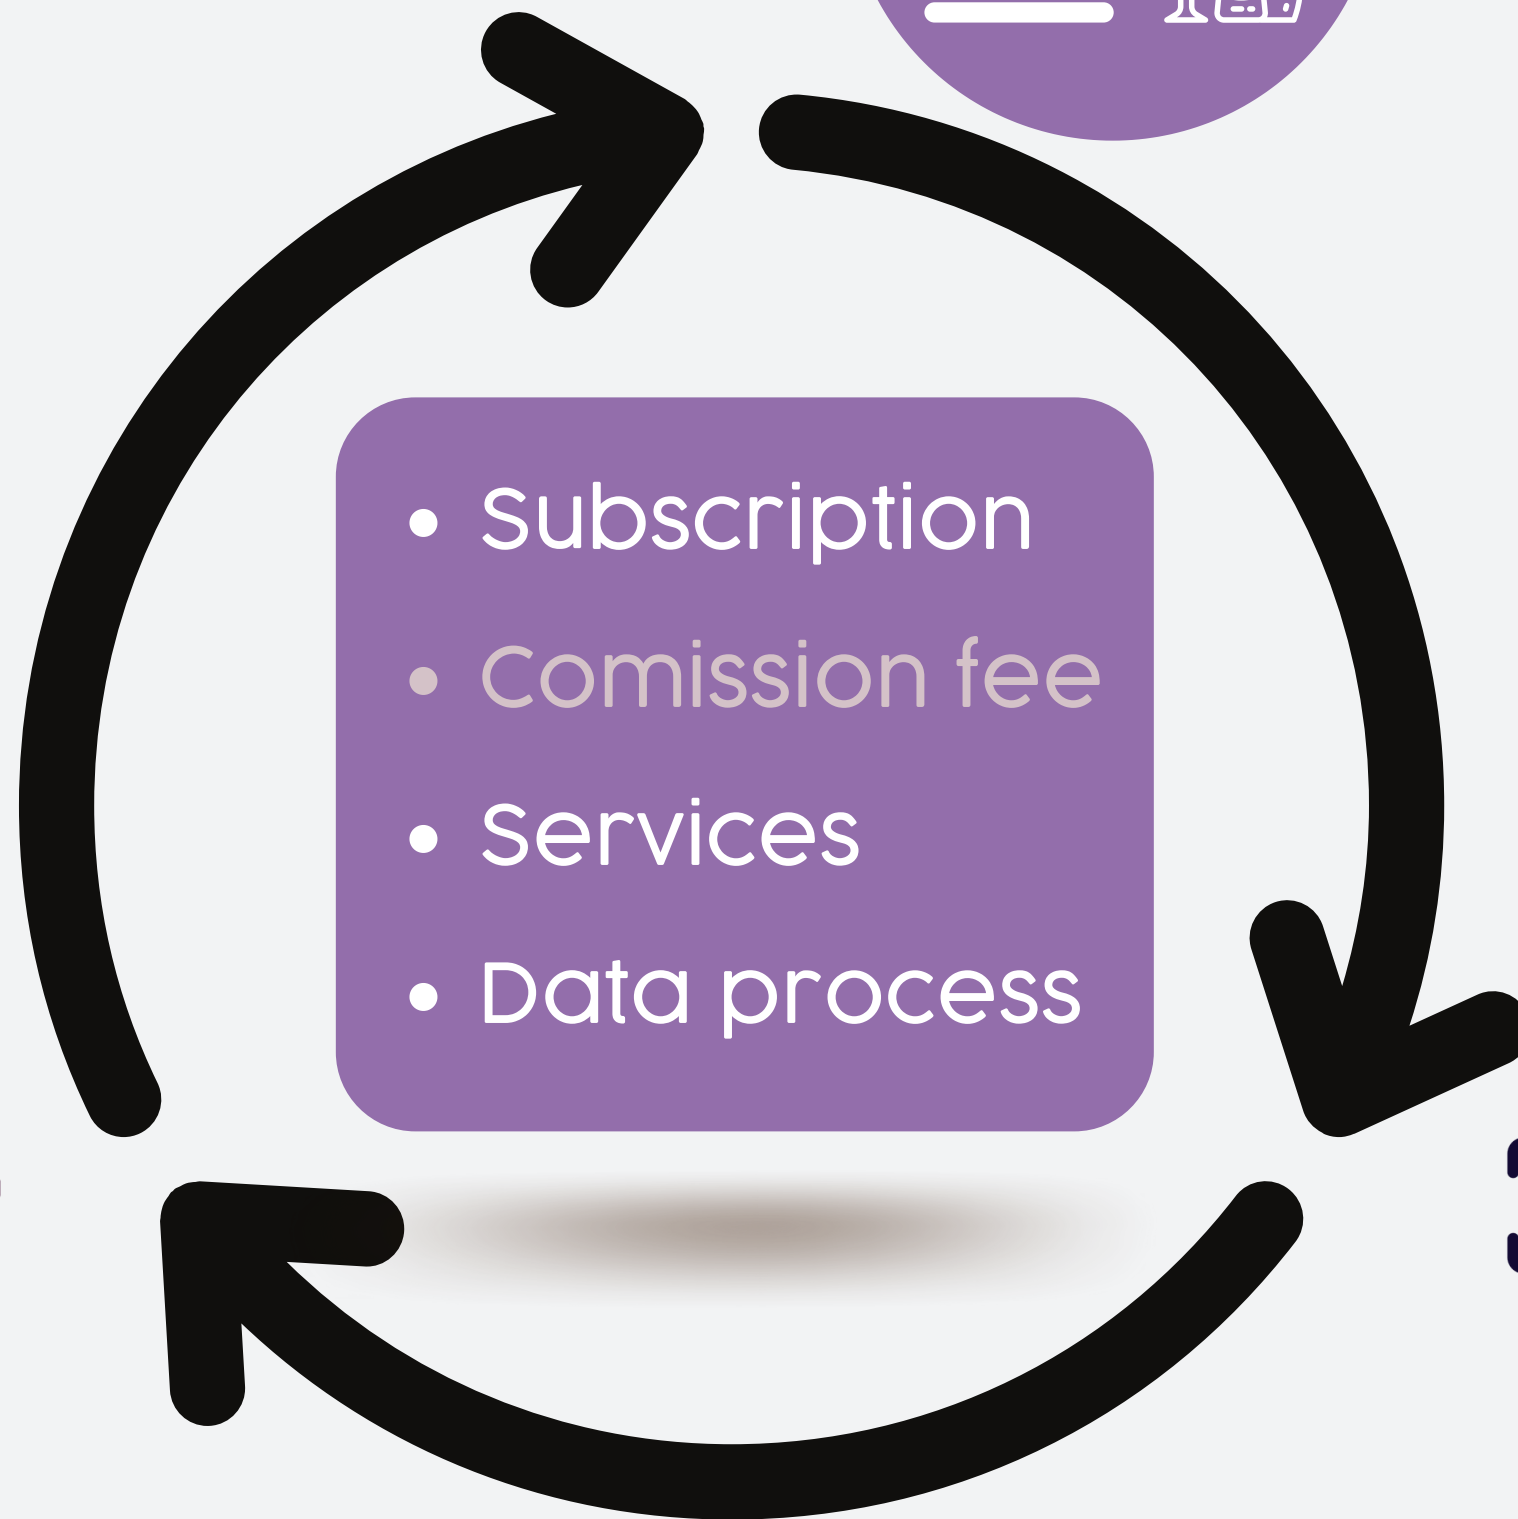 • Subscription
• Comission fee
• Services
• Data process